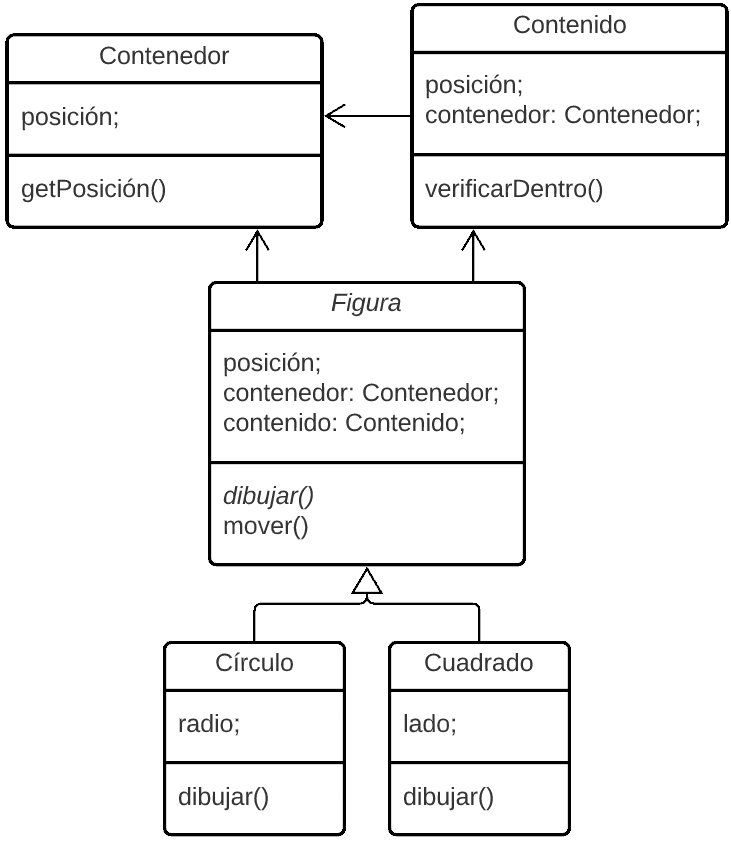 Contenedor
posición;
getPosición()
Contenido
posición;
contenedor: Contenedor;
verificarDentro()
Figura
posición;
contenedor: Contenedor;
contenido: Contenido;
dibujar()
mover()
Círculo
radio;
dibujar()
Cuadrado
lado;
dibujar()